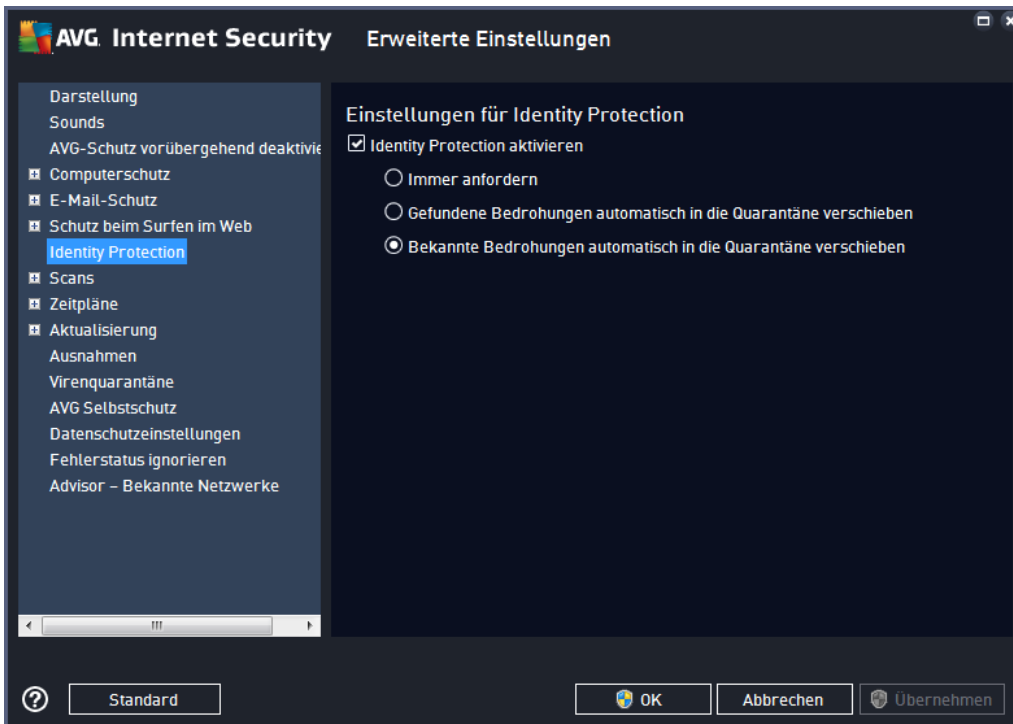 AVG Internet Security Erweiterte Einstellungen
Darstellung
Sounds
AVG-Schutz vorübergehend deaktivie
Computerschutz
E-Mail-Schutz
Schutz beim Surfen im Web
Identity Protection
Scans
Zeitpläne
Aktualisierung
Ausnahmen
Virenquarantäne
AVG Selbstschutz
Datenschutzeinstellungen
Fehlerstatus ignorieren
Advisor – Bekannte Netzwerke
Einstellungen für Identity Protection
Identity Protection aktivieren
Immer anfordern
Gefundene Bedrohungen automatisch in die Quarantäne verschieben
Bekannte Bedrohungen automatisch in die Quarantäne verschieben
? Standard OK Abbrechen Übernehmen